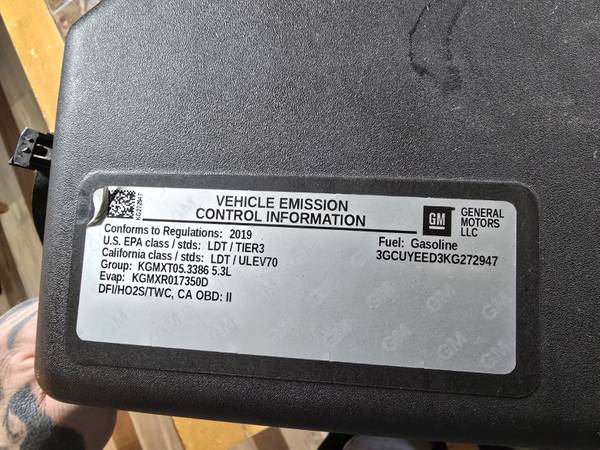 KG272947
VEHICLE EMISSION
CONTROL INFORMATION
GM
GENERAL
MOTORS
LLC
Conforms to Regulations: 2019
U.S. EPA class / stds: LDT / TIER3
California class / stds: LDT / ULEV70
Group: KGMXT05.3386 5.3L
Evap: KGMXR017350D
DFI/HO2S/TWC, CA OBD: II
Fuel: Gasoline
3GCUYEED3KG272947